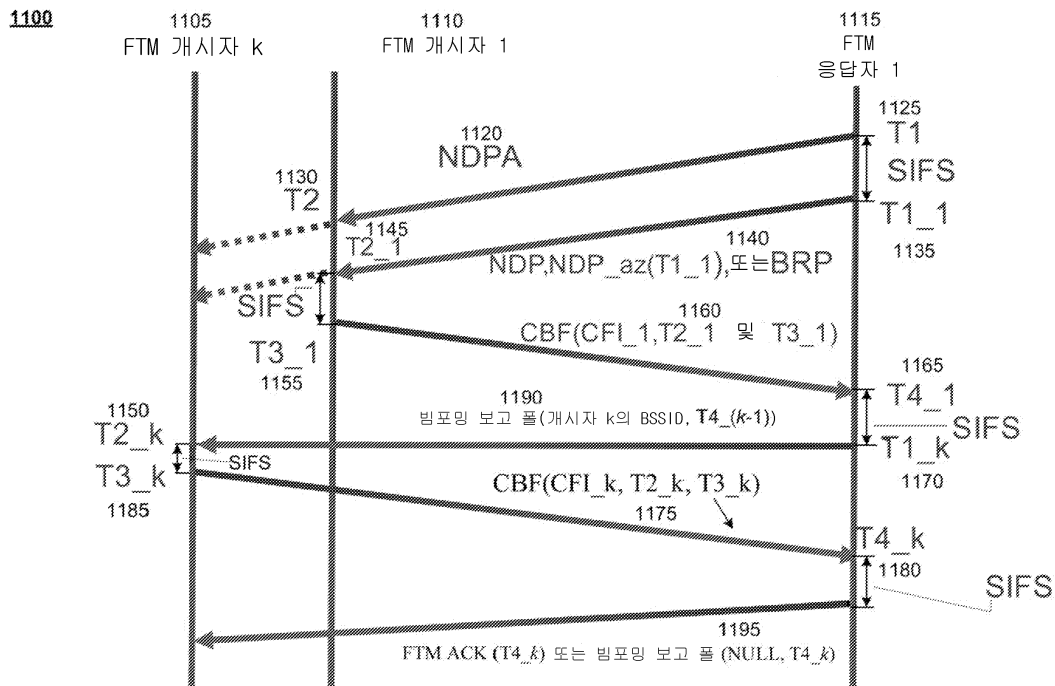 1100
1105
FTM 개시자 k
1110
FTM 개시자 1
1115
FTM
응답자 1
1125
T1
1120
NDPA
SIFS
1130
T2
1145
T2_1
T1_1
1135
1140
NDP,NDP_az(T1_1),또는BRP
SIFS
1160
CBF(CFI_1,T2_1 및 T3_1)
T3_1
1155
1165
T4_1
1190
빔포밍 보고 폴(개시자 k의 BSSID, T4_(k-1))
SIFS
1150
T2_k
T1_k
1170
SIFS
T3_k
1185
CBF(CFI_k, T2_k, T3_k)
1175
T4_k
1180
SIFS
1195
FTM ACK (T4_k) 또는 빔포밍 보고 폴 (NULL, T4_k)